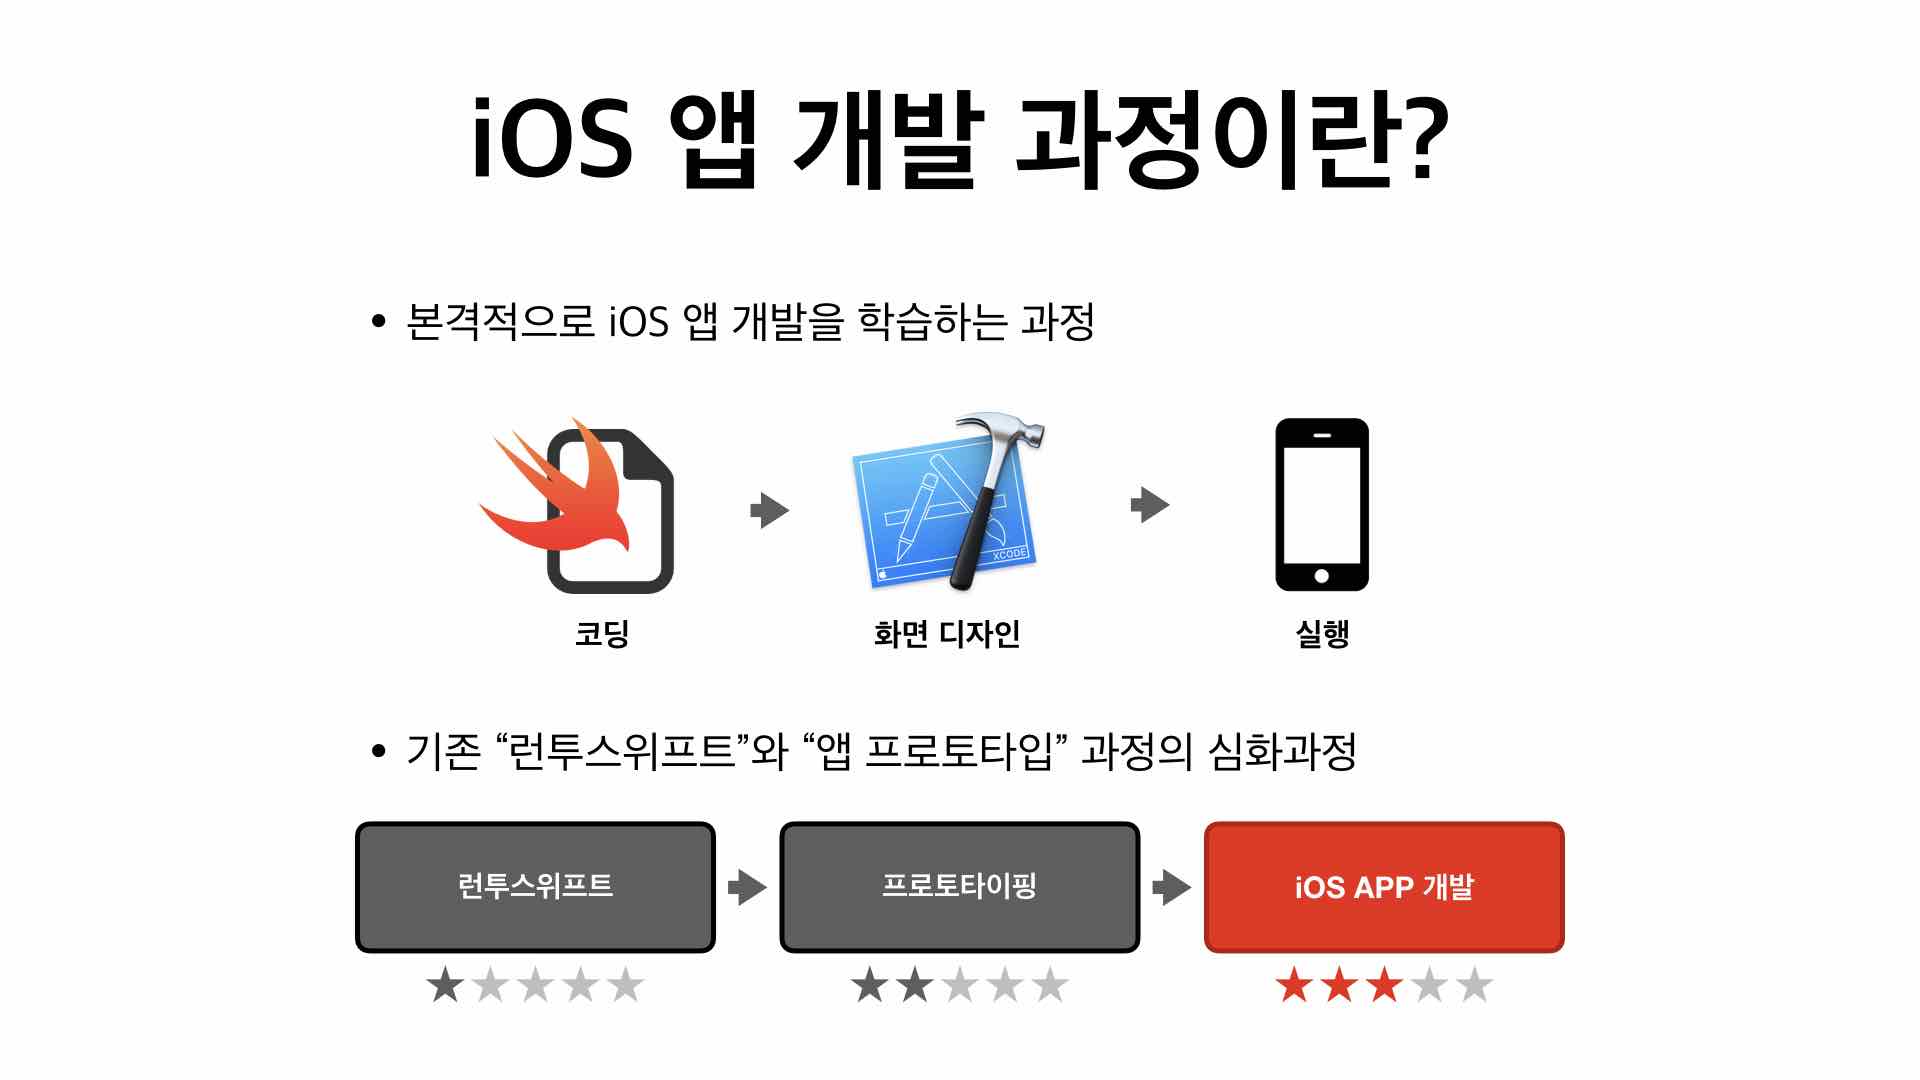 iOS 앱 개발 과정이란?
• 본격적으로 iOS 앱 개발을 학습하는 과정
XCODE
코딩
화면 디자인
실행
• 기존 “런투스위프트”와 “앱 프로토타입” 과정의 심화과정
런투스위프트
프로토타이핑
iOS APP 개발